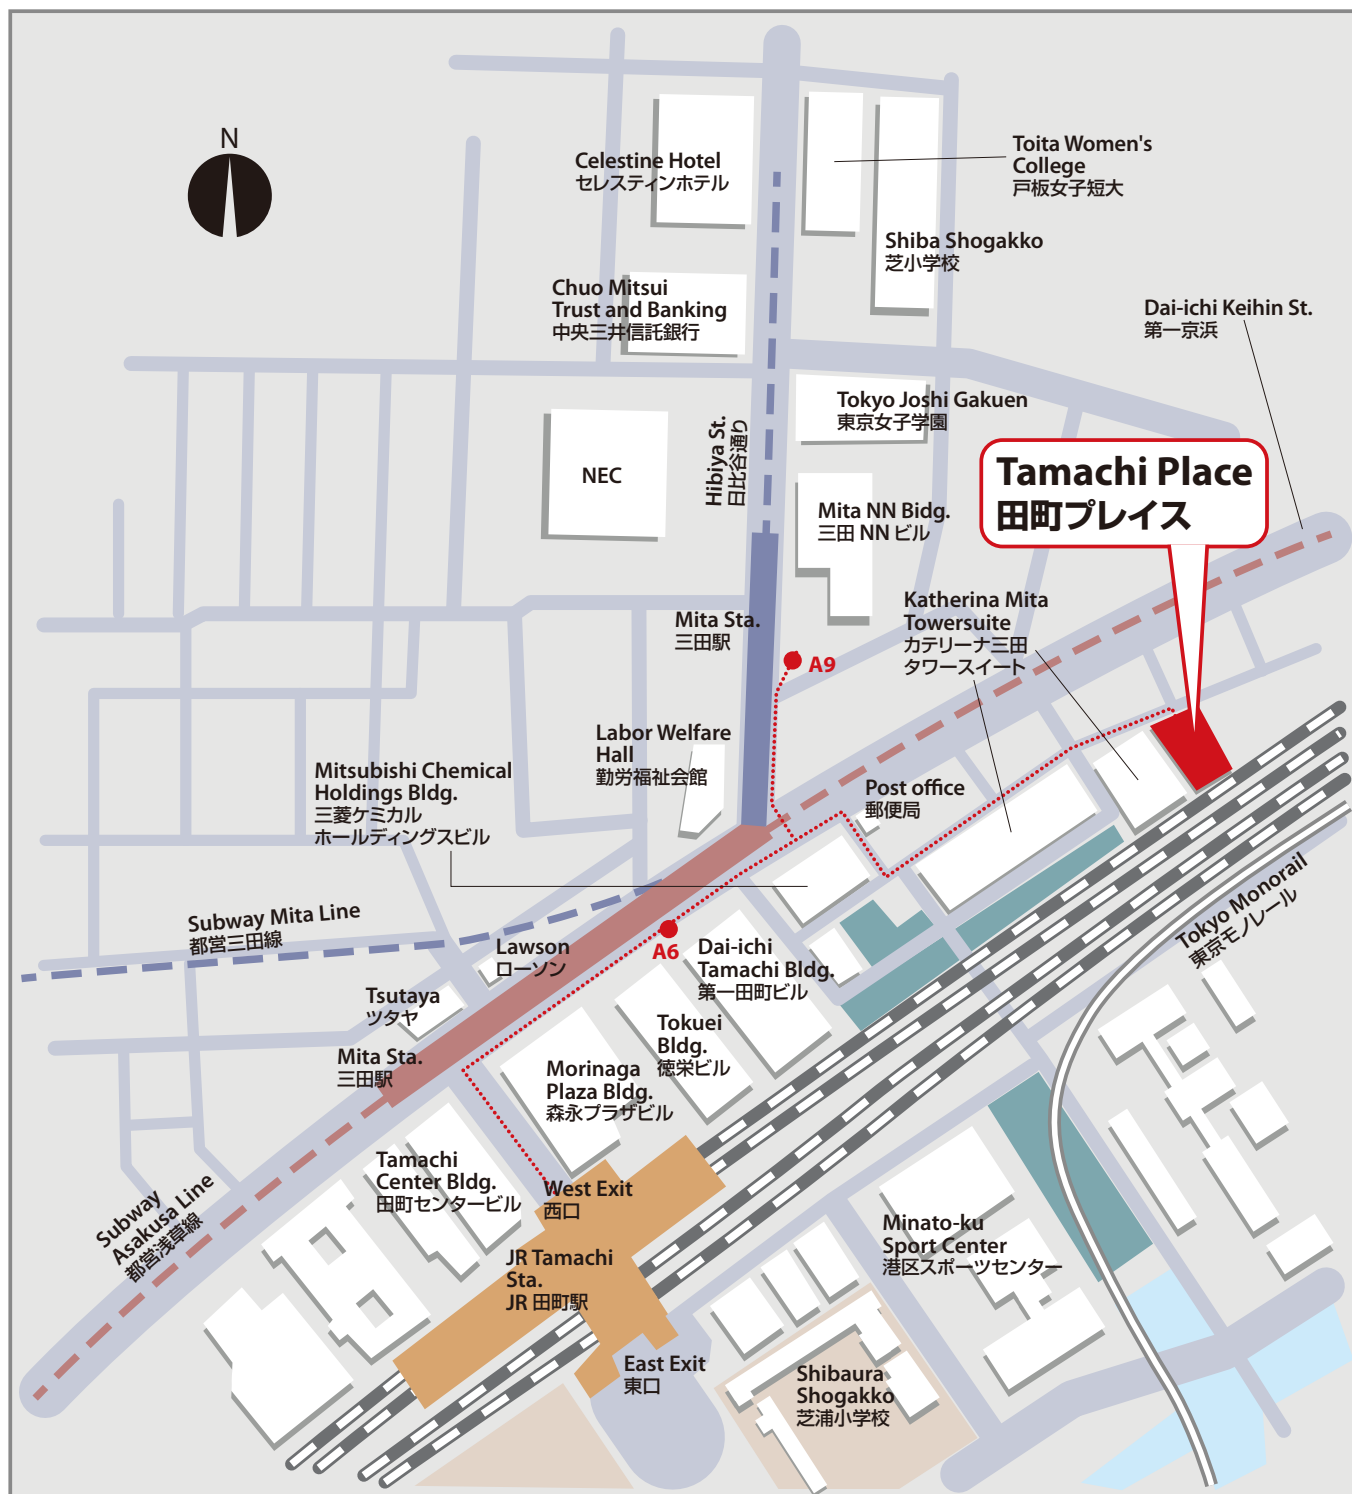 N
Celestine Hotel
セレスティンホテル
Toita Women's
College
戸板女子短大
Shiba Shogakko
芝小学校
Chuo Mitsui
Trust and Banking
中央三井信託銀行
Dai-ichi Keihin St.
第一京浜
Tokyo Joshi Gakuen
東京女子学園
Hibiya St.
日比谷通り
NEC
Tamachi Place
田町プレイス
Mita NN Bidg.
三田 NN ビル
Katherina Mita
Towersuite
カテリーナ三田
タワースイート
Mita Sta.
三田駅
A9
Labor Welfare
Hall
勤労福祉会館
Mitsubishi Chemical
Holdings Bldg.
三菱ケミカル
ホールディングスビル
Post office
郵便局
Subway Mita Line
都営三田線
Tokyo Monorail
東京モノレール
Lawson
ローソン
A6
Dai-ichi
Tamachi Bldg.
第一田町ビル
Tsutaya
ツタヤ
Tokuei
Bldg.
徳栄ビル
Mita Sta.
三田駅
Morinaga
Plaza Bldg.
森永プラザビル
Tamachi
Center Bldg.
田町センタービル
West Exit
西口
Subway
Asakusa Line
都営浅草線
Minato-ku
Sport Center
港区スポーツセンター
JR Tamachi
Sta.
JR 田町駅
East Exit
東口
Shibaura
Shogakko
芝浦小学校